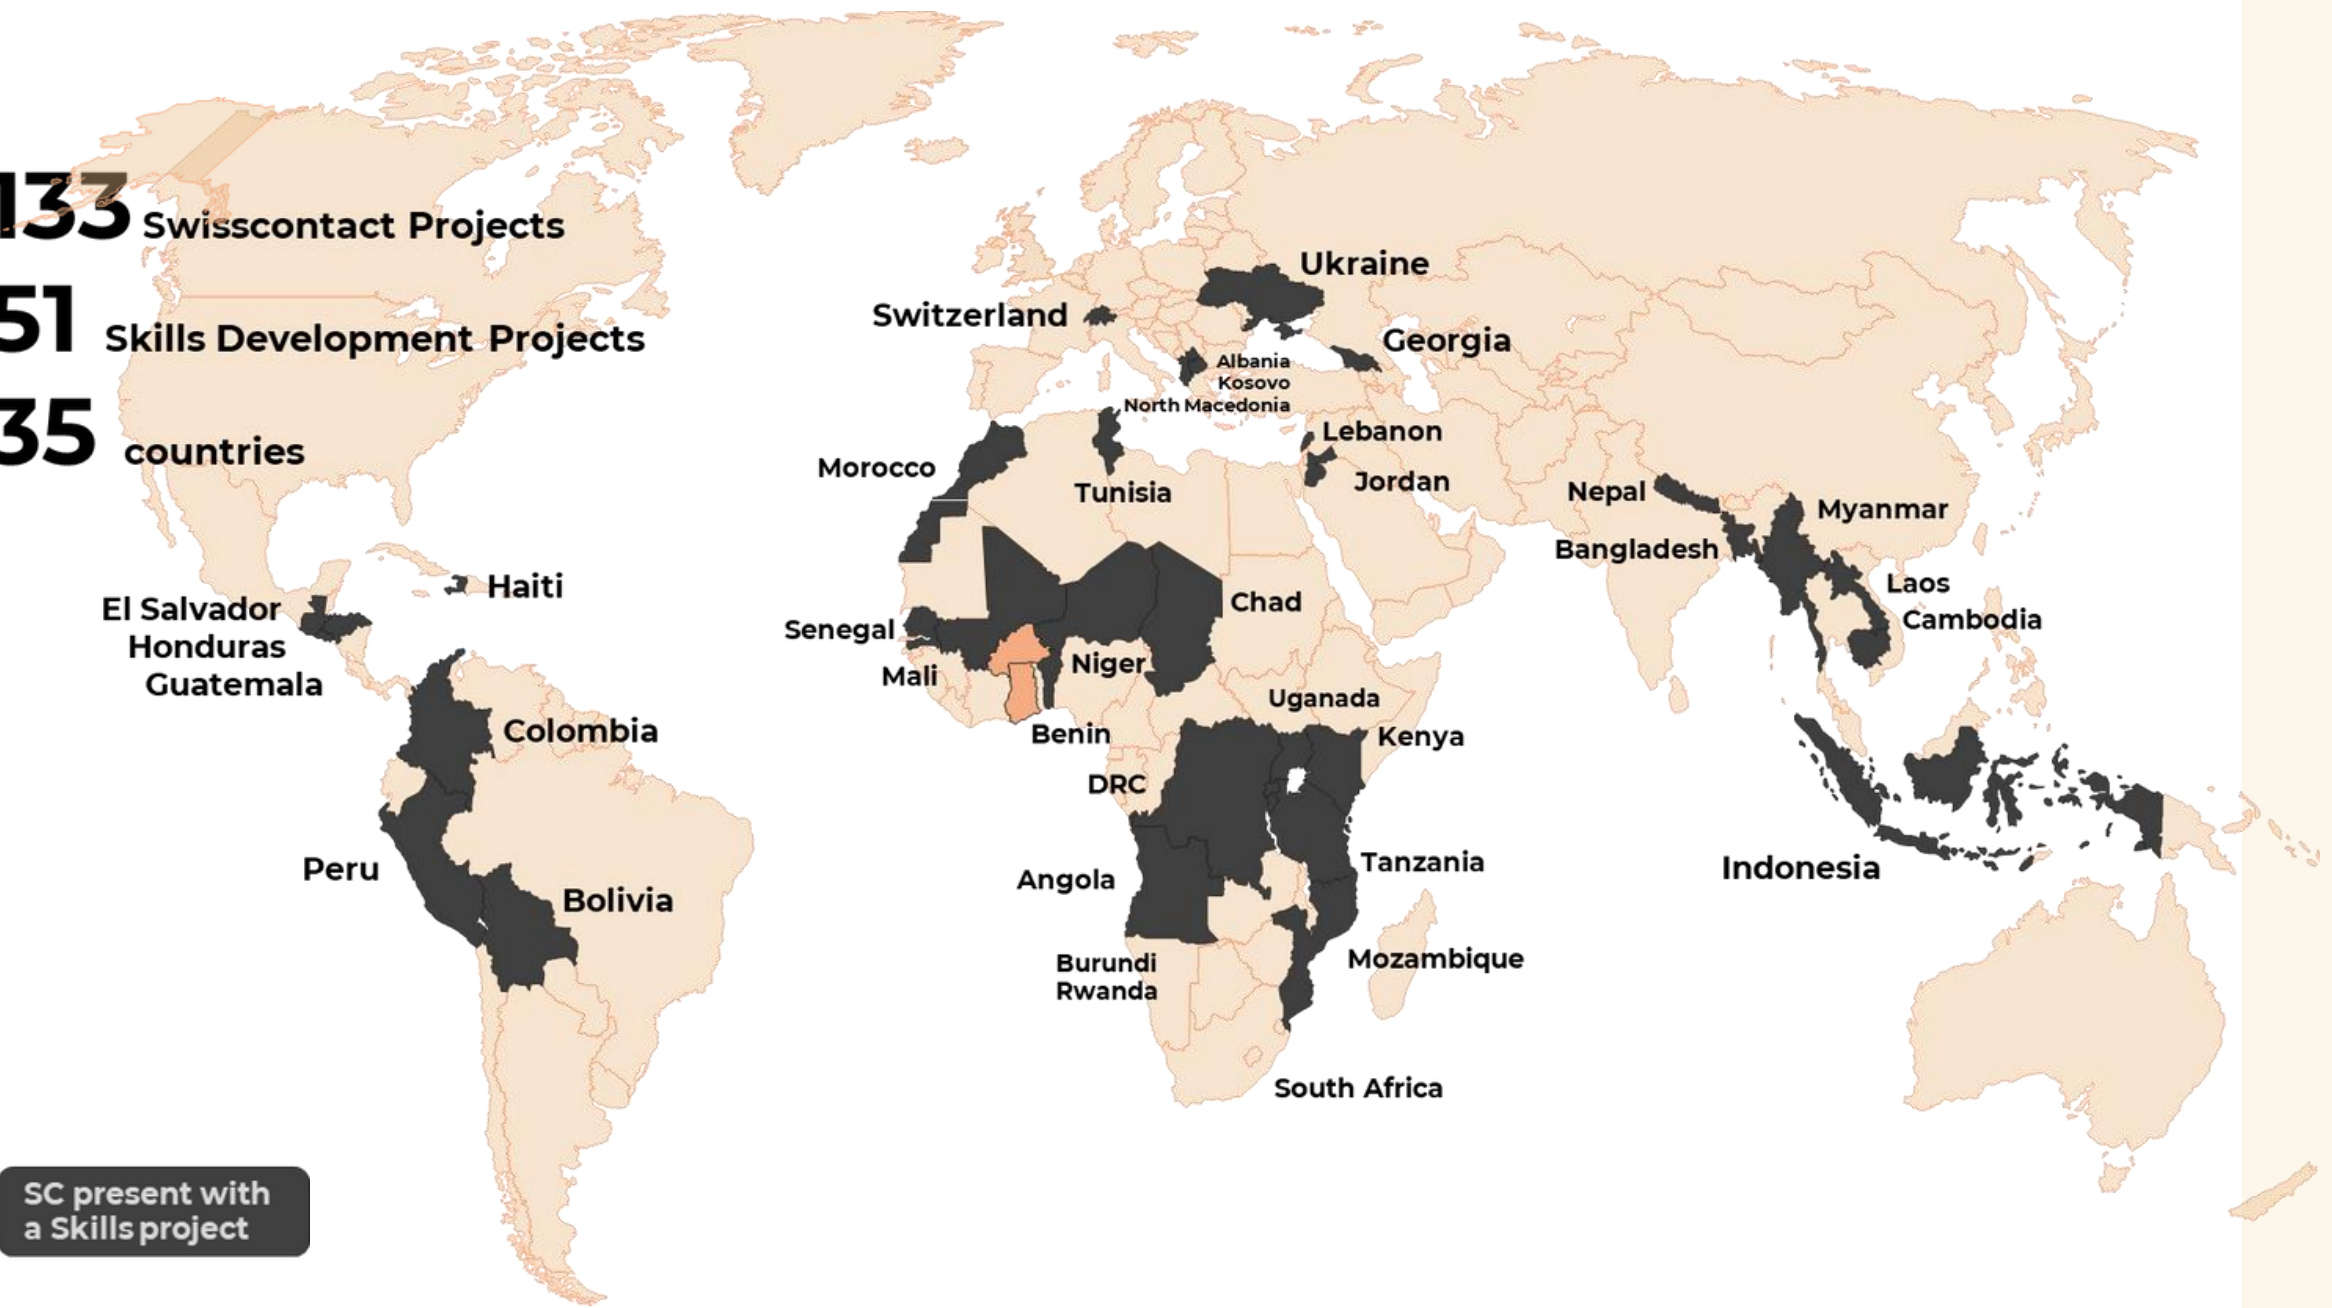 133 Swisscontact Projects
51 Skills Development Projects
35 countries
Ukraine
Switzerland
Georgia
Albania
Kosovo
North Macedonia
Lebanon
Morocco
Jordan
Tunisia
Nepal
Myanmar
Bangladesh
Haiti
Laos
El Salvador
Chad
Cambodia
Senegal
Honduras
Niger
Mali
Guatemala
Uganada
Colombia
Benin
Kenya
DRC
Peru
Tanzania
Indonesia
Angola
Bolivia
Burundi
Rwanda
Mozambique
South Africa
SC present with
a Skills project